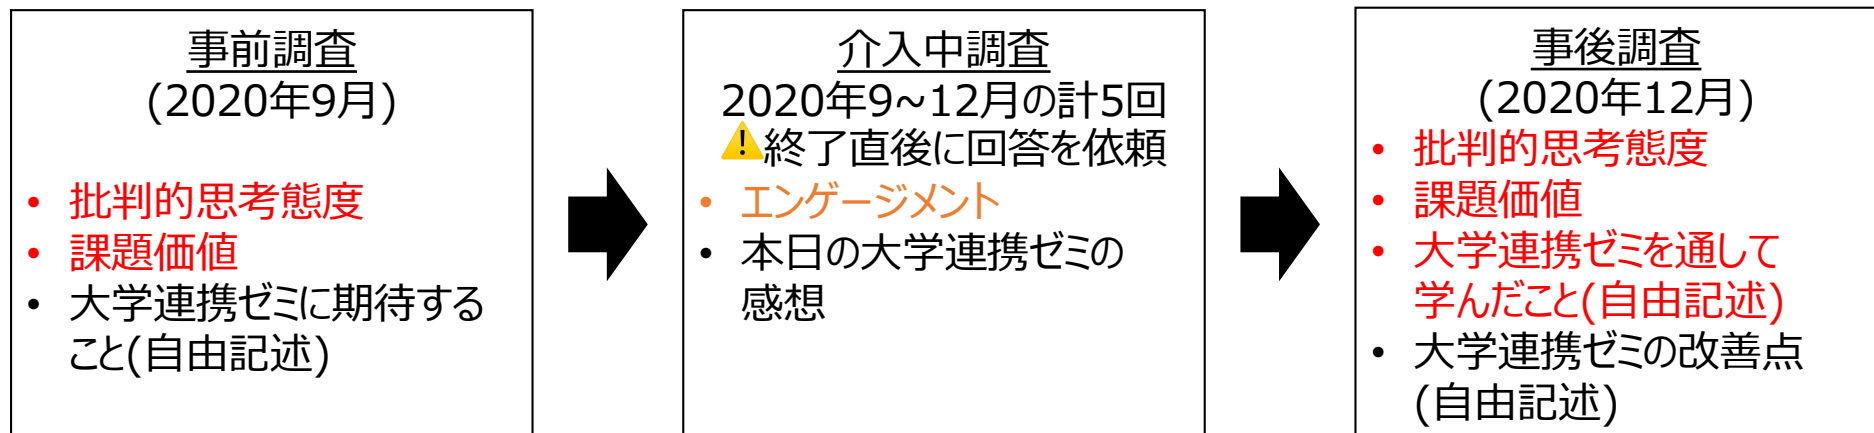 事前調査
(2020年9月)
• 批判的思考態度
• 課題価値
• 大学連携ゼミに期待する
こと(自由記述)
介入中調査
2020年9~12月の計5回
⚠終了直後に回答を依頼
• エンゲージメント
• 本日の大学連携ゼミの
感想
事後調査
(2020年12月)
• 批判的思考態度
• 課題価値
• 大学連携ゼミを通して
学んだこと(自由記述)
• 大学連携ゼミの改善点
(自由記述)